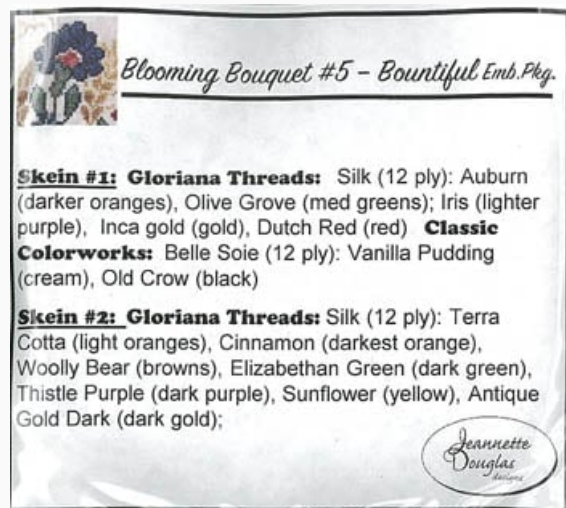 Blooming Bouquet #5 - Bountiful Emb.Pkg.
Skein #1: Gloriana Threads: Silk (12 ply): Auburn
(darker oranges), Olive Grove (med greens); Iris (lighter
purple), Inca gold (gold), Dutch Red (red) Classic
Colorworks: Belle Soie (12 ply): Vanilla Pudding
(cream), Old Crow (black)
Skein #2: Gloriana Threads: Silk (12 ply): Terra
Cotta (light oranges), Cinnamon (darkest orange),
Woolly Bear (browns), Elizabethan Green (dark green),
Thistle Purple (dark purple), Sunflower (yellow), Antique
Gold Dark (dark gold);
Jeannette
Douglas
designs